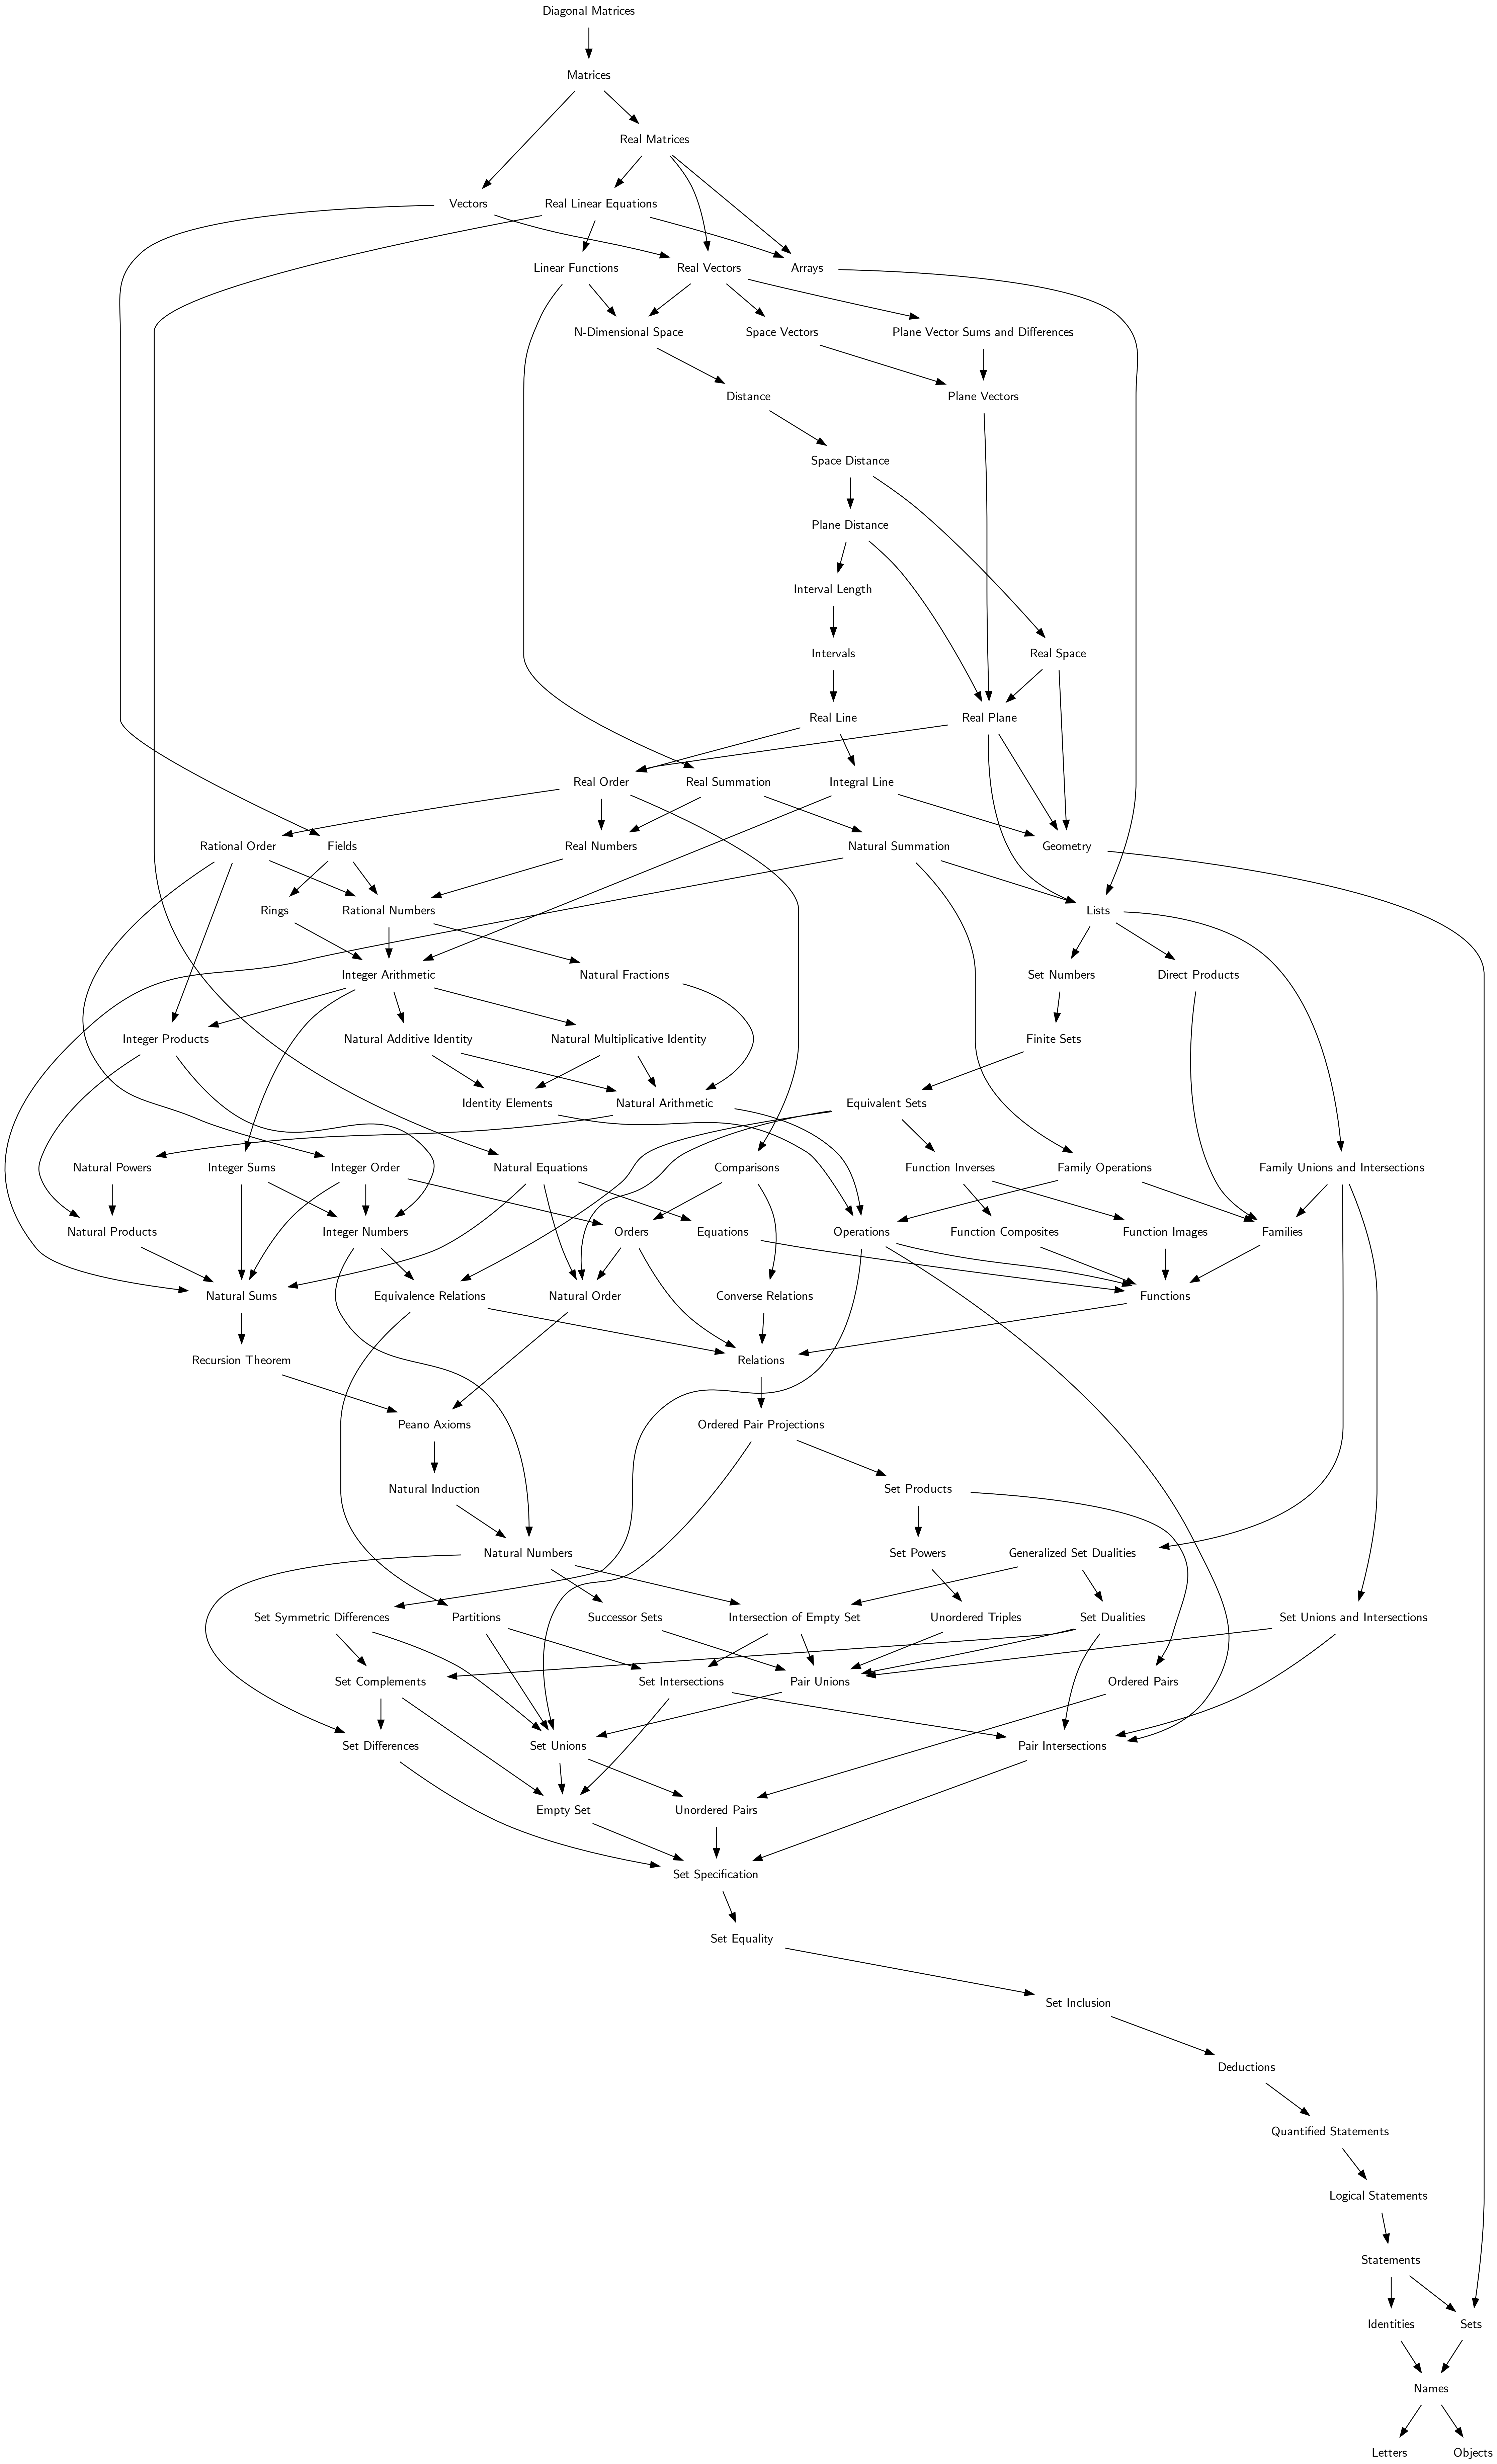 Diagonal Matrices
Matrices
Real Matrices
Vectors
Real Linear Equations
Linear Functions
Real Vectors
Arrays
N-Dimensional Space
Space Vectors
Plane Vector Sums and Differences
Distance
Plane Vectors
Space Distance
Plane Distance
Interval Length
Intervals
Real Space
Real Line
Real Plane
Real Order
Real Summation
Integral Line
Rational Order
Fields
Real Numbers
Natural Summation
Geometry
Rings
Rational Numbers
Lists
Integer Arithmetic
Natural Fractions
Set Numbers
Direct Products
Integer Products
Natural Additive Identity
Natural Multiplicative Identity
Finite Sets
Identity Elements
Natural Arithmetic
Equivalent Sets
Natural Powers
Integer Sums
Integer Order
Natural Equations
Comparisons
Function Inverses
Family Operations
Family Unions and Intersections
Natural Products
Integer Numbers
Orders
Equations
Operations
Function Composites
Function Images
Families
Natural Sums
Equivalence Relations
Natural Order
Converse Relations
Functions
Recursion Theorem
Relations
Peano Axioms
Ordered Pair Projections
Natural Induction
Set Products
Natural Numbers
Set Powers
Generalized Set Dualities
Set Symmetric Differences
Partitions
Successor Sets
Intersection of Empty Set
Unordered Triples
Set Dualities
Set Unions and Intersections
Set Complements
Set Intersections
Pair Unions
Ordered Pairs
Set Differences
Set Unions
Pair Intersections
Empty Set
Unordered Pairs
Set Specification
Set Equality
Set Inclusion
Deductions
Quantified Statements
Logical Statements
Statements
Identities
Sets
Names
Letters
Objects